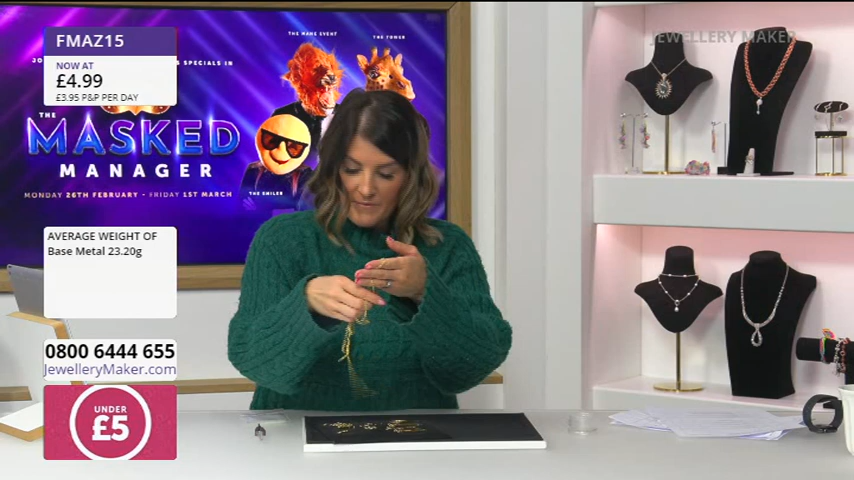 FMAZ15
NOW AT
£4.99
£3.95 P&P PER DAY
S SPECIALS IN
THE MANE EVENT
THE TOWER
THE
MASKED
MANAGER
THE SMILER
MONDAY 26TH FEBRUARY - FRIDAY 1ST MARCH
AVERAGE WEIGHT OF
Base Metal 23.20g
0800 6444 655
JewelleryMaker.com
UNDER
£5
JEWELLERY MAKER